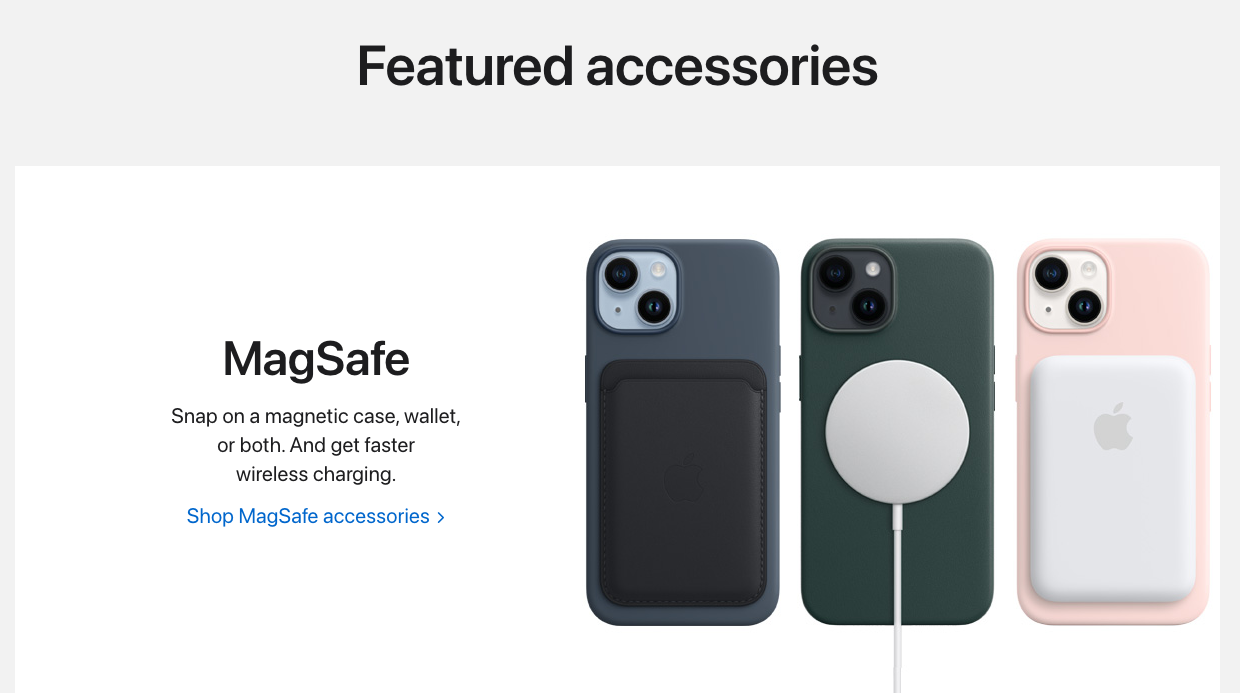 Featured accessories
MagSafe
Snap on a magnetic case, wallet,
or both. And get faster
wireless charging.
Shop MagSafe accessories >